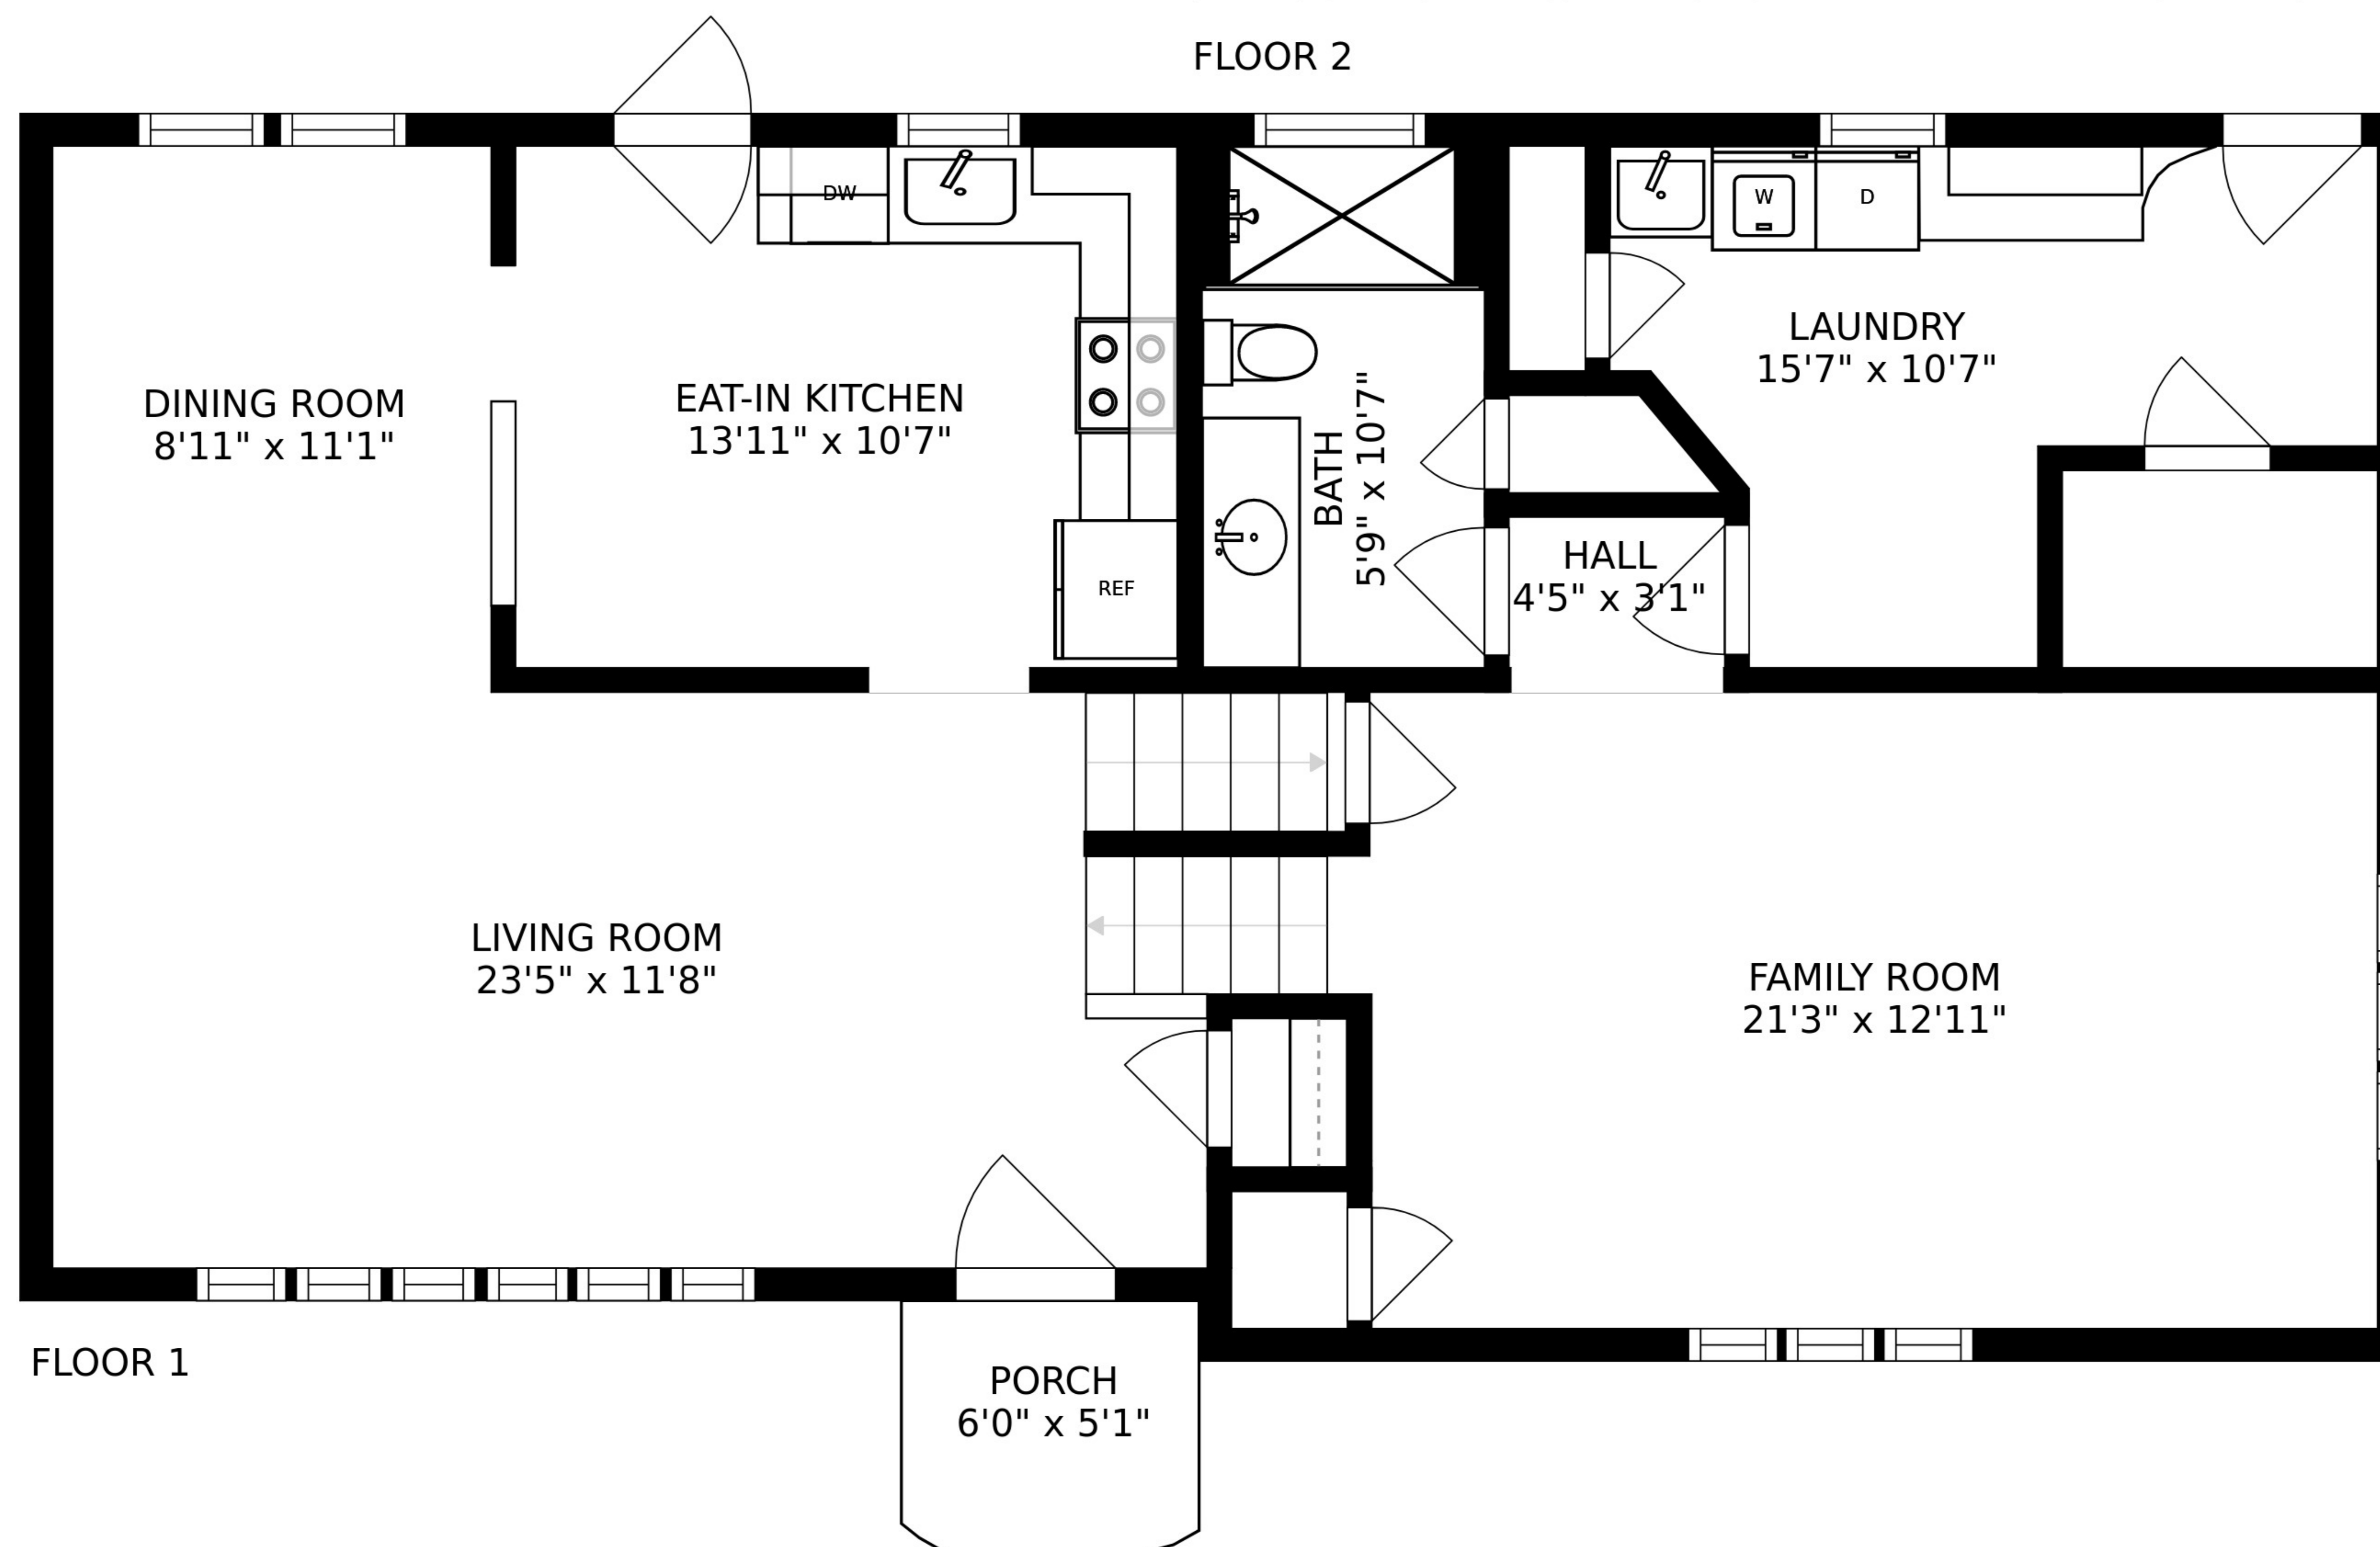 FLOOR 2
DW
W
D
LAUNDRY
15'7" x 10'7"
DINING ROOM
8'11" x 11'1"
EAT-IN KITCHEN
13'11" x 10'7"
BATH
5'9" x 10'7"
HALL
4'5" x 3'1"
REF
LIVING ROOM
23'5" x 11'8"
FAMILY ROOM
21'3" x 12'11"
FLOOR 1
PORCH
6'0" x 5'1"